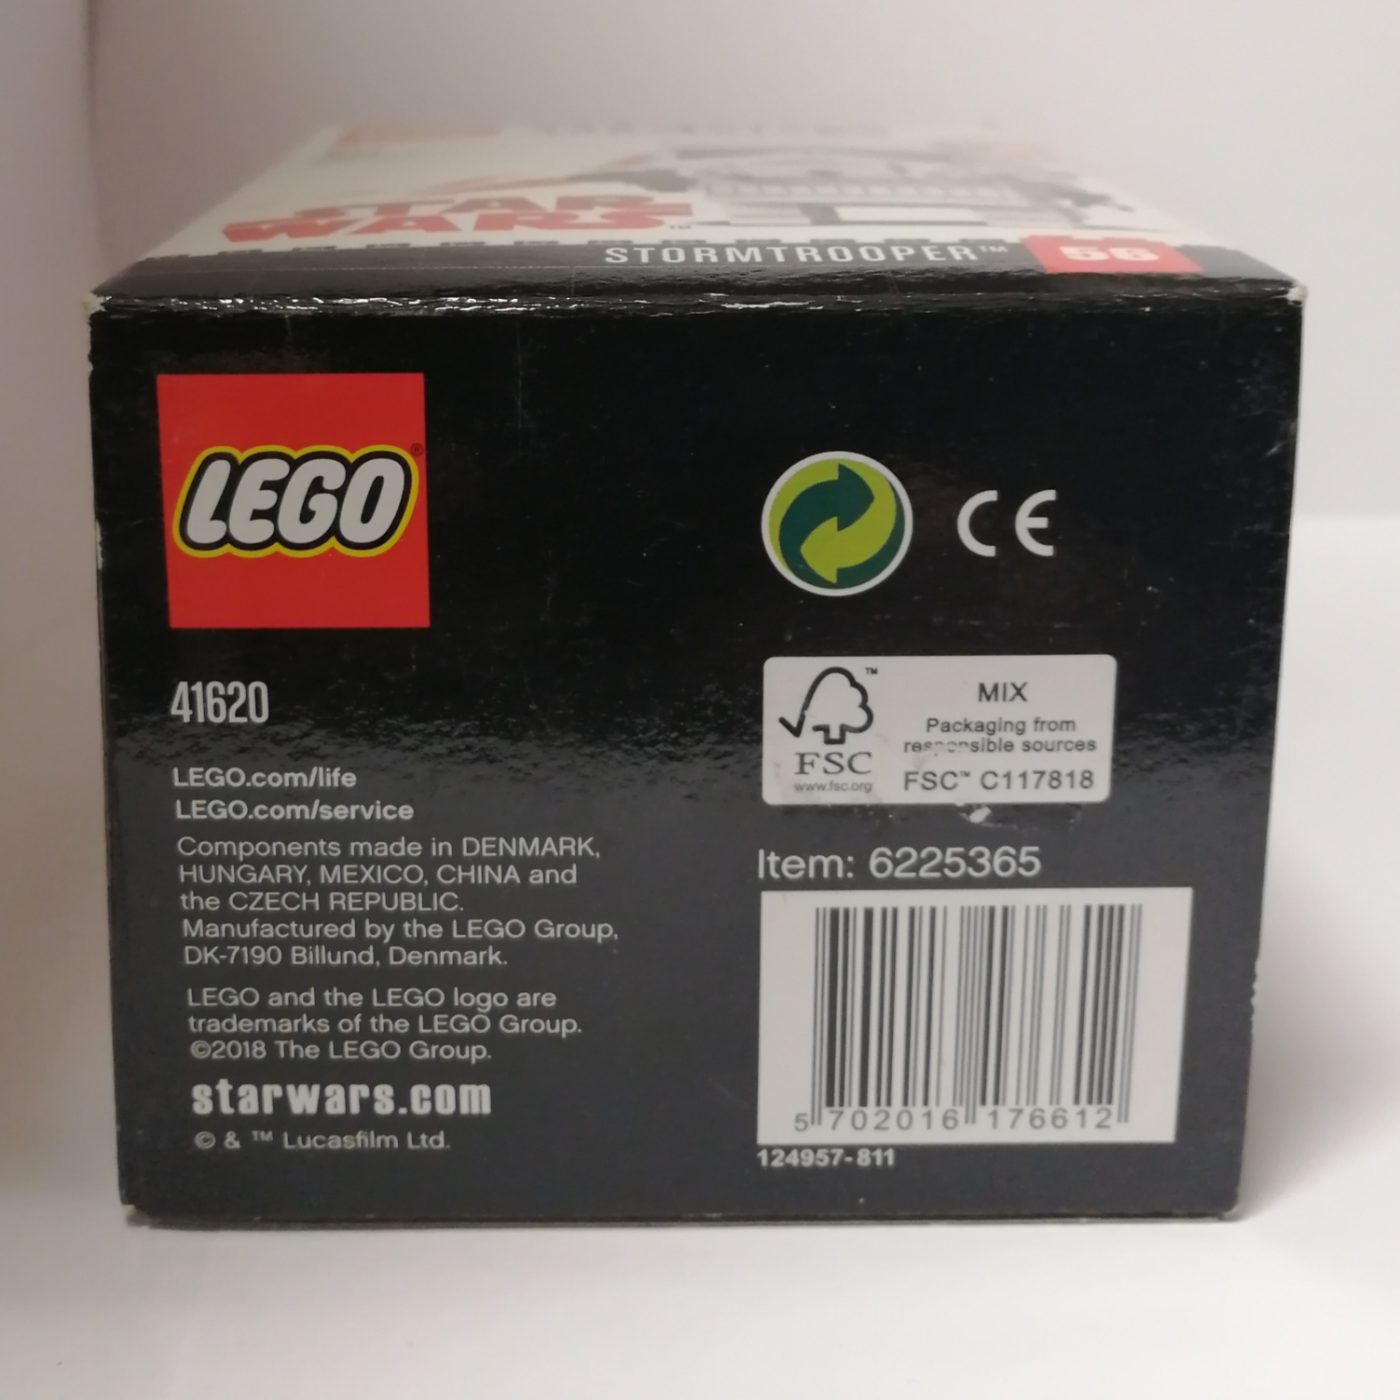 STAR
WARS™
STORMTROOPER™
56
LEGO®
41620
LEGO.com/life
LEGO.com/service
Components made in DENMARK,
HUNGARY, MEXICO, CHINA and
the CZECH REPUBLIC.
Manufactured by the LEGO Group,
DK-7190 Billund, Denmark.
LEGO and the LEGO logo are
trademarks of the LEGO Group.
©2018 The LEGO Group.
starwars.com
© & ™ Lucasfilm Ltd.
CE
FSC
www.fsc.org
™
MIX
Packaging from
responsible sources
FSC™ C117818
Item: 6225365
5 702016 176612
124957-811